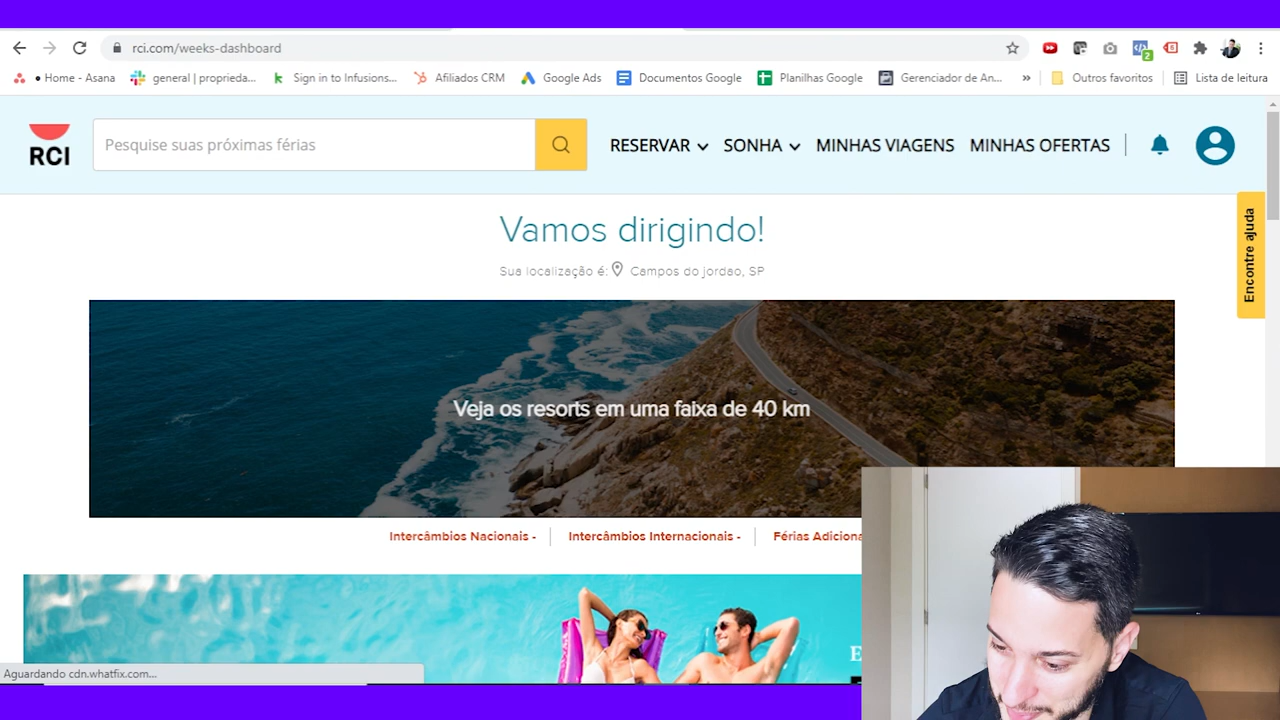 rci.com/weeks-dashboard
2
Home - Asana
general | proprieda...
Sign in to Infusions...
Afiliados CRM
Google Ads
Documentos Google
Planilhas Google
Gerenciador de An...
»
Outros favoritos
Lista de leitura
RCI
Pesquise suas próximas férias
RESERVAR
SONHA
MINHAS VIAGENS
MINHAS OFERTAS
Encontre ajuda
Vamos dirigindo!
Sua localização é: Campos do jordao, SP
Veja os resorts em uma faixa de 40 km
Intercâmbios Nacionais -
Intercâmbios Internacionais -
Férias Adiciona
E
Aguardando cdn.whatfix.com...